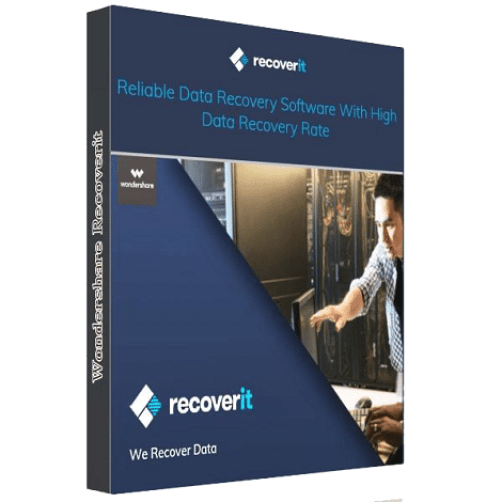 recoverit
Reliable Data Recovery Software With High
Data Recovery Rate
wondershare
Wondershare Recoverit
recoverit
We Recover Data